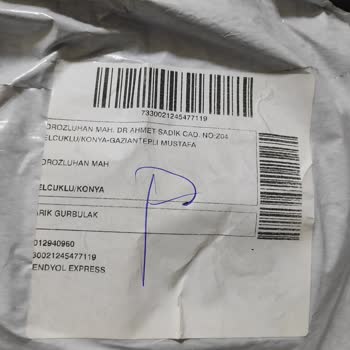 7330021245477119
OROZLUHAN MAH. DR AHMET SADIK CAD. NO:204
ELCUKLU/KONYA-GAZIANTEPLI MUSTAFA
OROZLUHAN MAH
ELCUKLU/KONYA
ARIK GURBULAK
012940960
330021245477119
ENDYOL EXPRESS
P